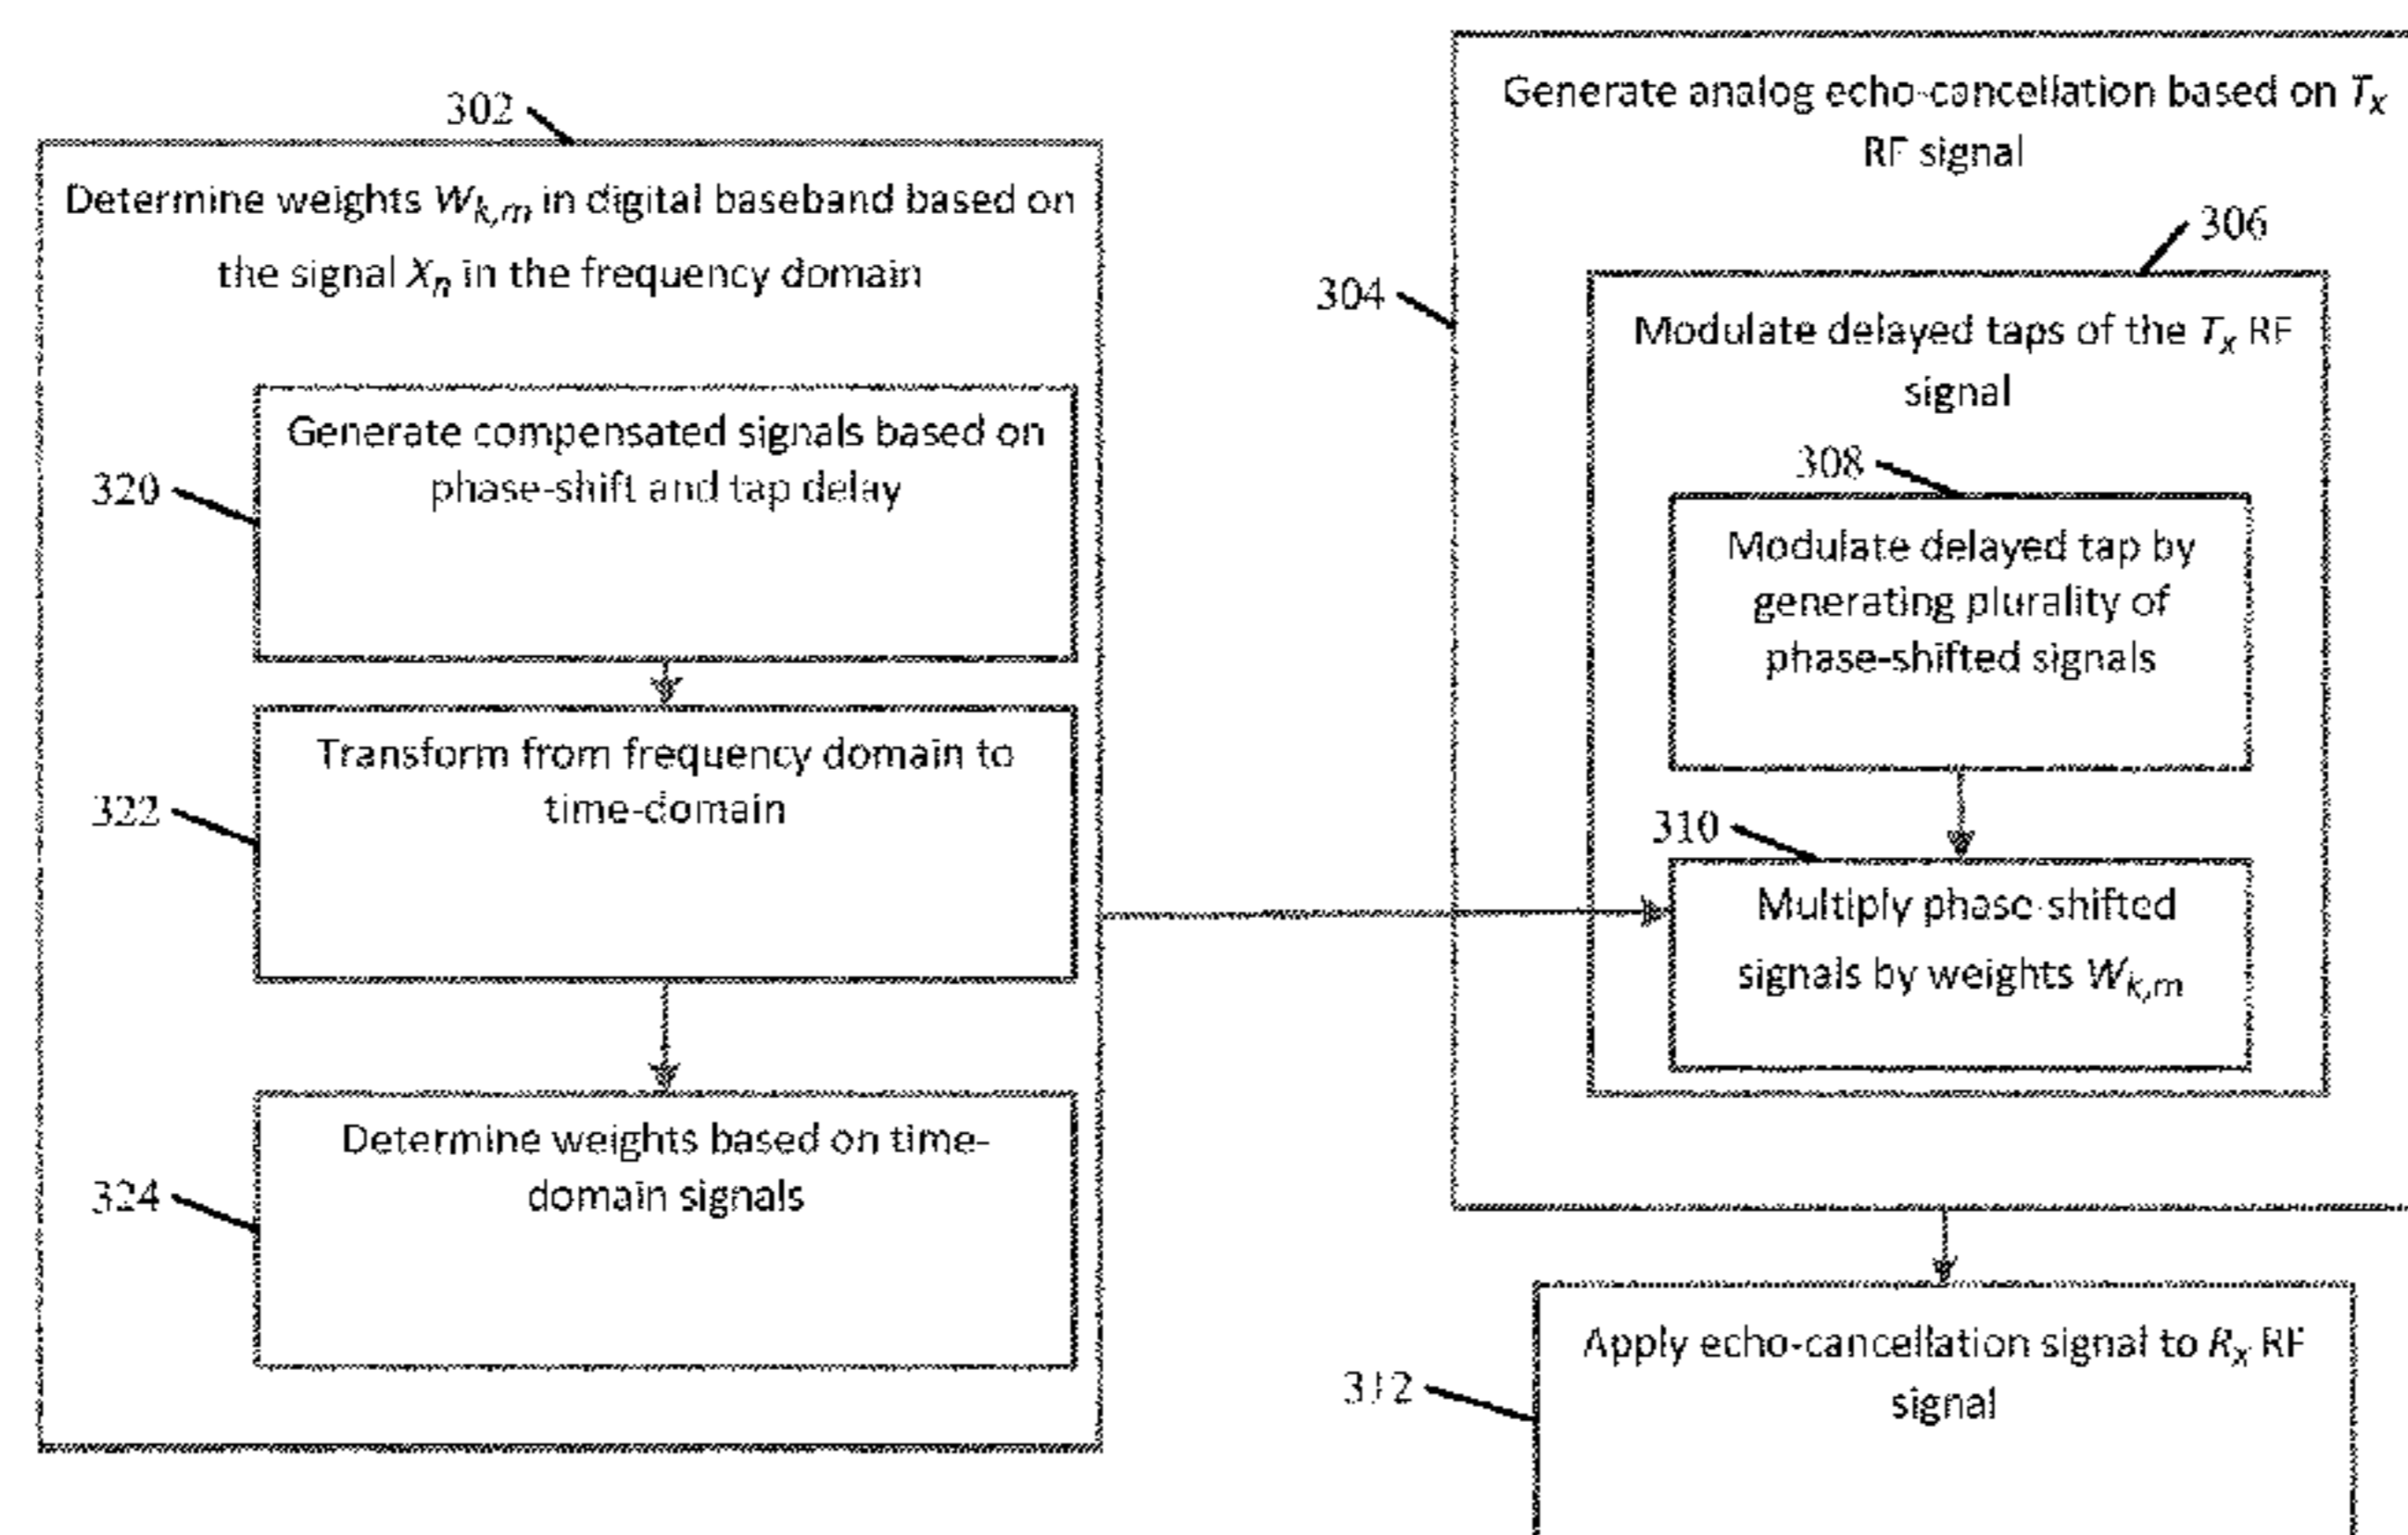 302
Determine weights Wk,m in digital baseband based on
the signal Xn in the frequency domain
320
Generate compensated signals based on
phase-shift and tap delay
322
Transform from frequency domain to
time-domain
324
Determine weights based on time-
domain signals
304
Generate analog echo-cancellation based on Tx
RF signal
306
Modulate delayed taps of the Tx RF
signal
308
Modulate delayed tap by
generating plurality of
phase-shifted signals
310
Multiply phase-shifted
signals by weights Wk,m
312
Apply echo-cancellation signal to Rx RF
signal